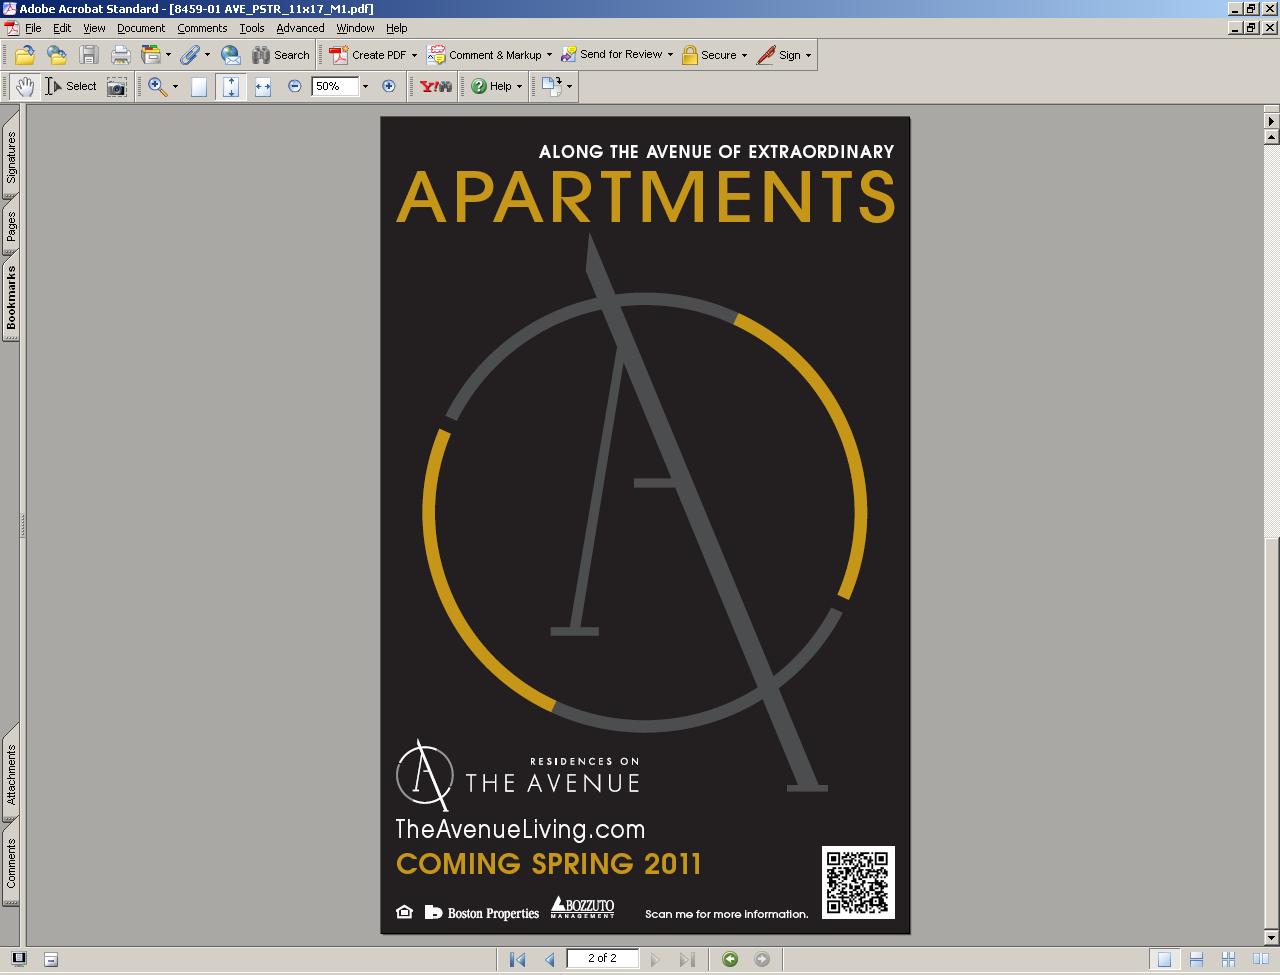 Adobe Acrobat Standard - [8459-01 AVE_PSTR_11x17_M1.pdf]
File Edit View Document Comments Tools Advanced Window Help
Search Create PDF Comment & Markup Send for Review Secure Sign
Select 50% Y! Help
Signatures
Pages
Bookmarks
Attachments
Comments
ALONG THE AVENUE OF EXTRAORDINARY
APARTMENTS
RESIDENCES ON
THE AVENUE
TheAvenueLiving.com
COMING SPRING 2011
Boston Properties BOZZUTO
MANAGEMENT
Scan me for more information.
2 of 2